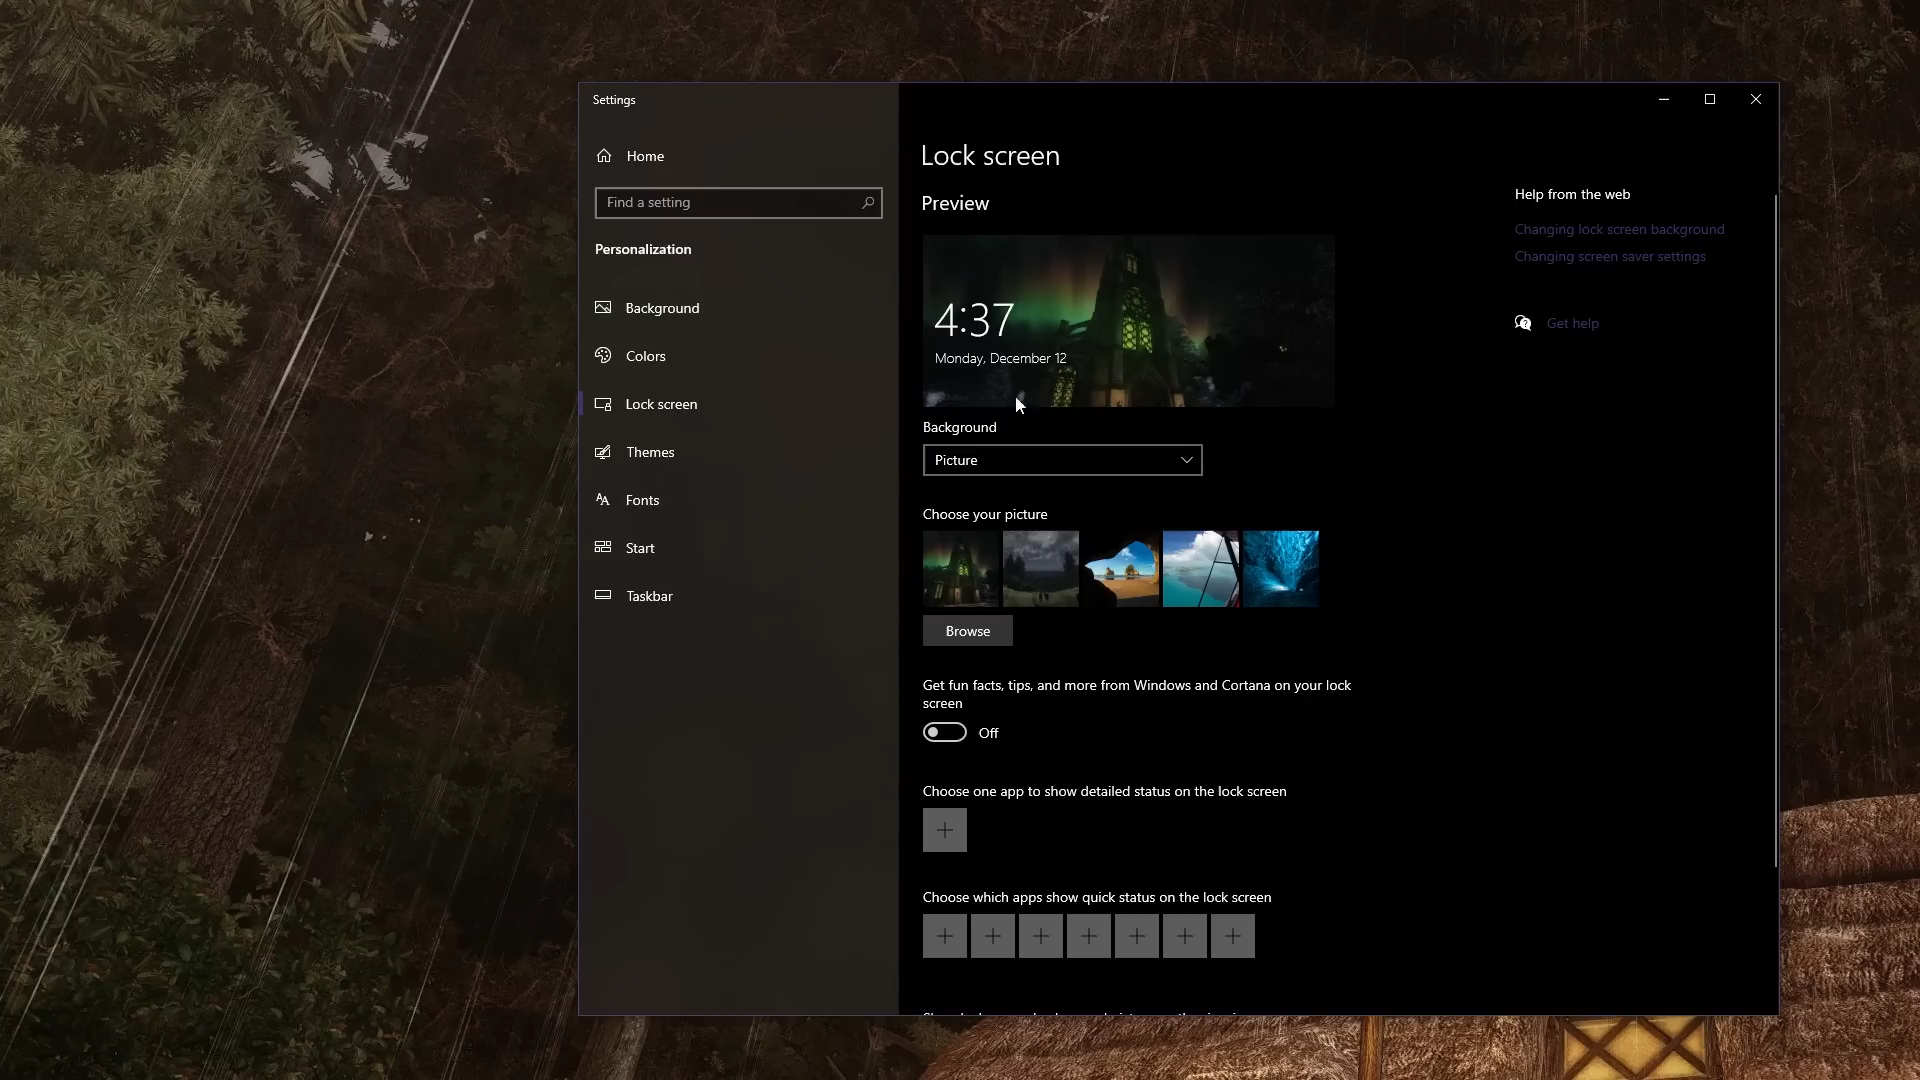 Settings
Home
Find a setting
Personalization
Background
Colors
Lock screen
Themes
Fonts
Start
Taskbar
Lock screen
Preview
4:37
Monday, December 12
Background
Picture
Choose your picture
Browse
Get fun facts, tips, and more from Windows and Cortana on your lock
screen
Off
Choose one app to show detailed status on the lock screen
Choose which apps show quick status on the lock screen
Help from the web
Changing lock screen background
Changing screen saver settings
Get help